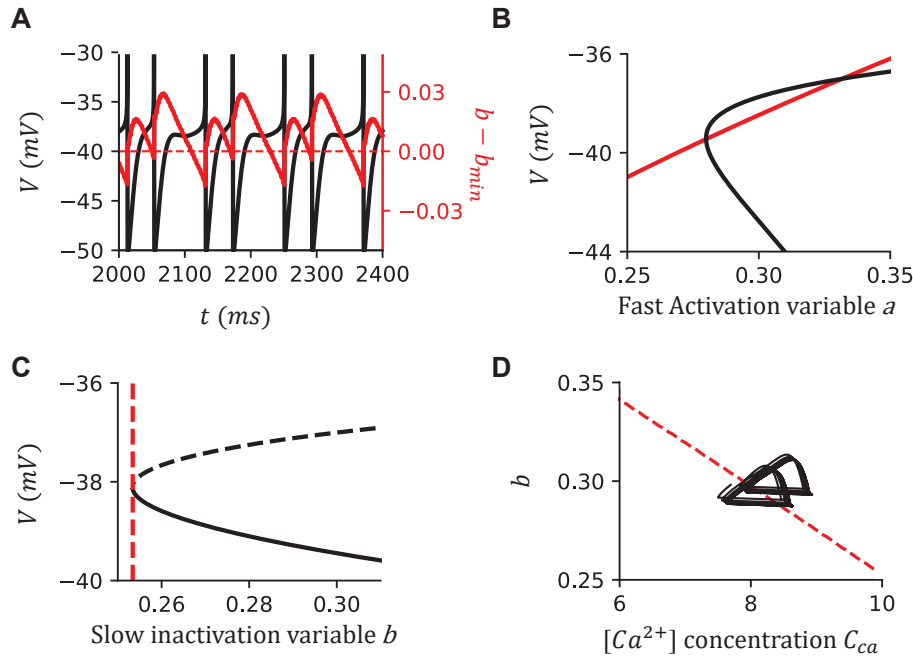 A
V (mV)
−30
−35
−40
−45
−50
0.03
0.00
−0.03
b − b_min
2000 2100 2200 2300 2400
t (ms)
B
V (mV)
−36
−40
−44
0.25 0.30 0.35
Fast Activation variable a
C
V (mV)
−36
−38
−40
0.26 0.28 0.30
Slow inactivation variable b
D
b
0.35
0.30
0.25
6 8 10
[Ca²⁺] concentration C_ca